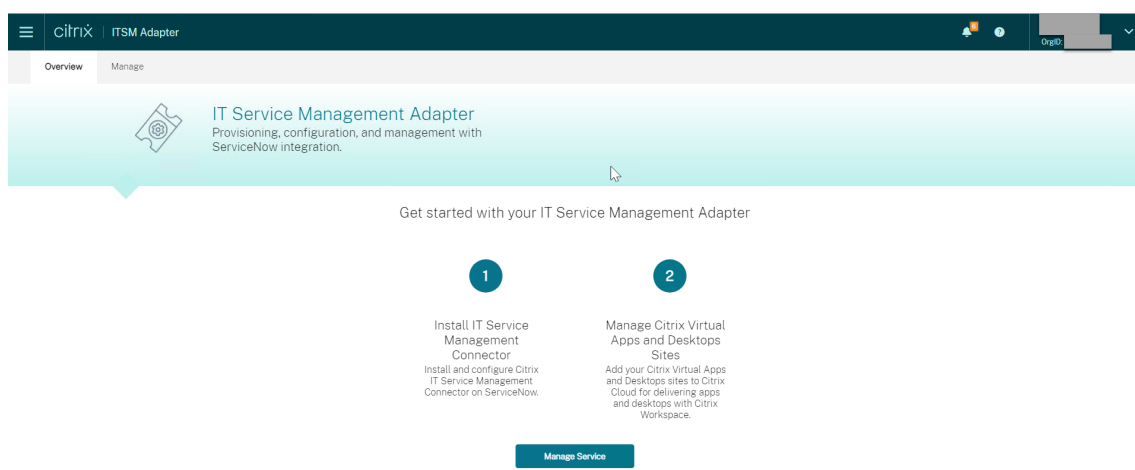 citrix ITSM Adapter
6
?
OrgID:
Overview Manage
IT Service Management Adapter
Provisioning, configuration, and management with
ServiceNow integration.
Get started with your IT Service Management Adapter
1
Install IT Service
Management
Connector
Install and configure Citrix
IT Service Management
Connector on ServiceNow.
2
Manage Citrix Virtual
Apps and Desktops
Sites
Add your Citrix Virtual Apps
and Desktops sites to Citrix
Cloud for delivering apps
and desktops with Citrix
Workspace.
Manage Service